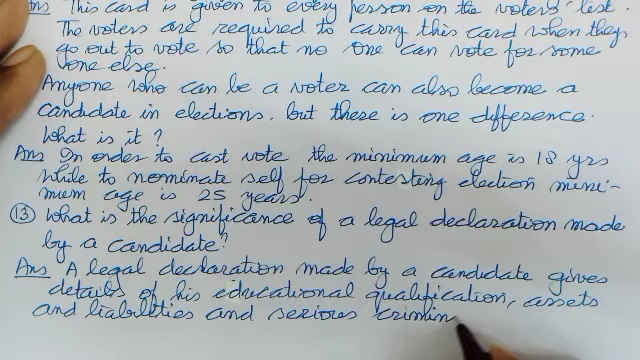 Ans This card is given to every person on the voters' list.
The voters are required to carry this card when they
go out to vote so that no one can vote for some
one else.
Anyone who can be a voter can also become a
candidate in elections. but there is one difference.
What is it?
Ans In order to cast vote the minimum age is 18 yrs
while to nominate self for contesting election mini-
mum age is 25 years.
13 What is the significance of a legal declaration made
by a candidate?
Ans A legal declaration made by a candidate gives
details of his educational qualification, assets
and liabilities and serious crimin